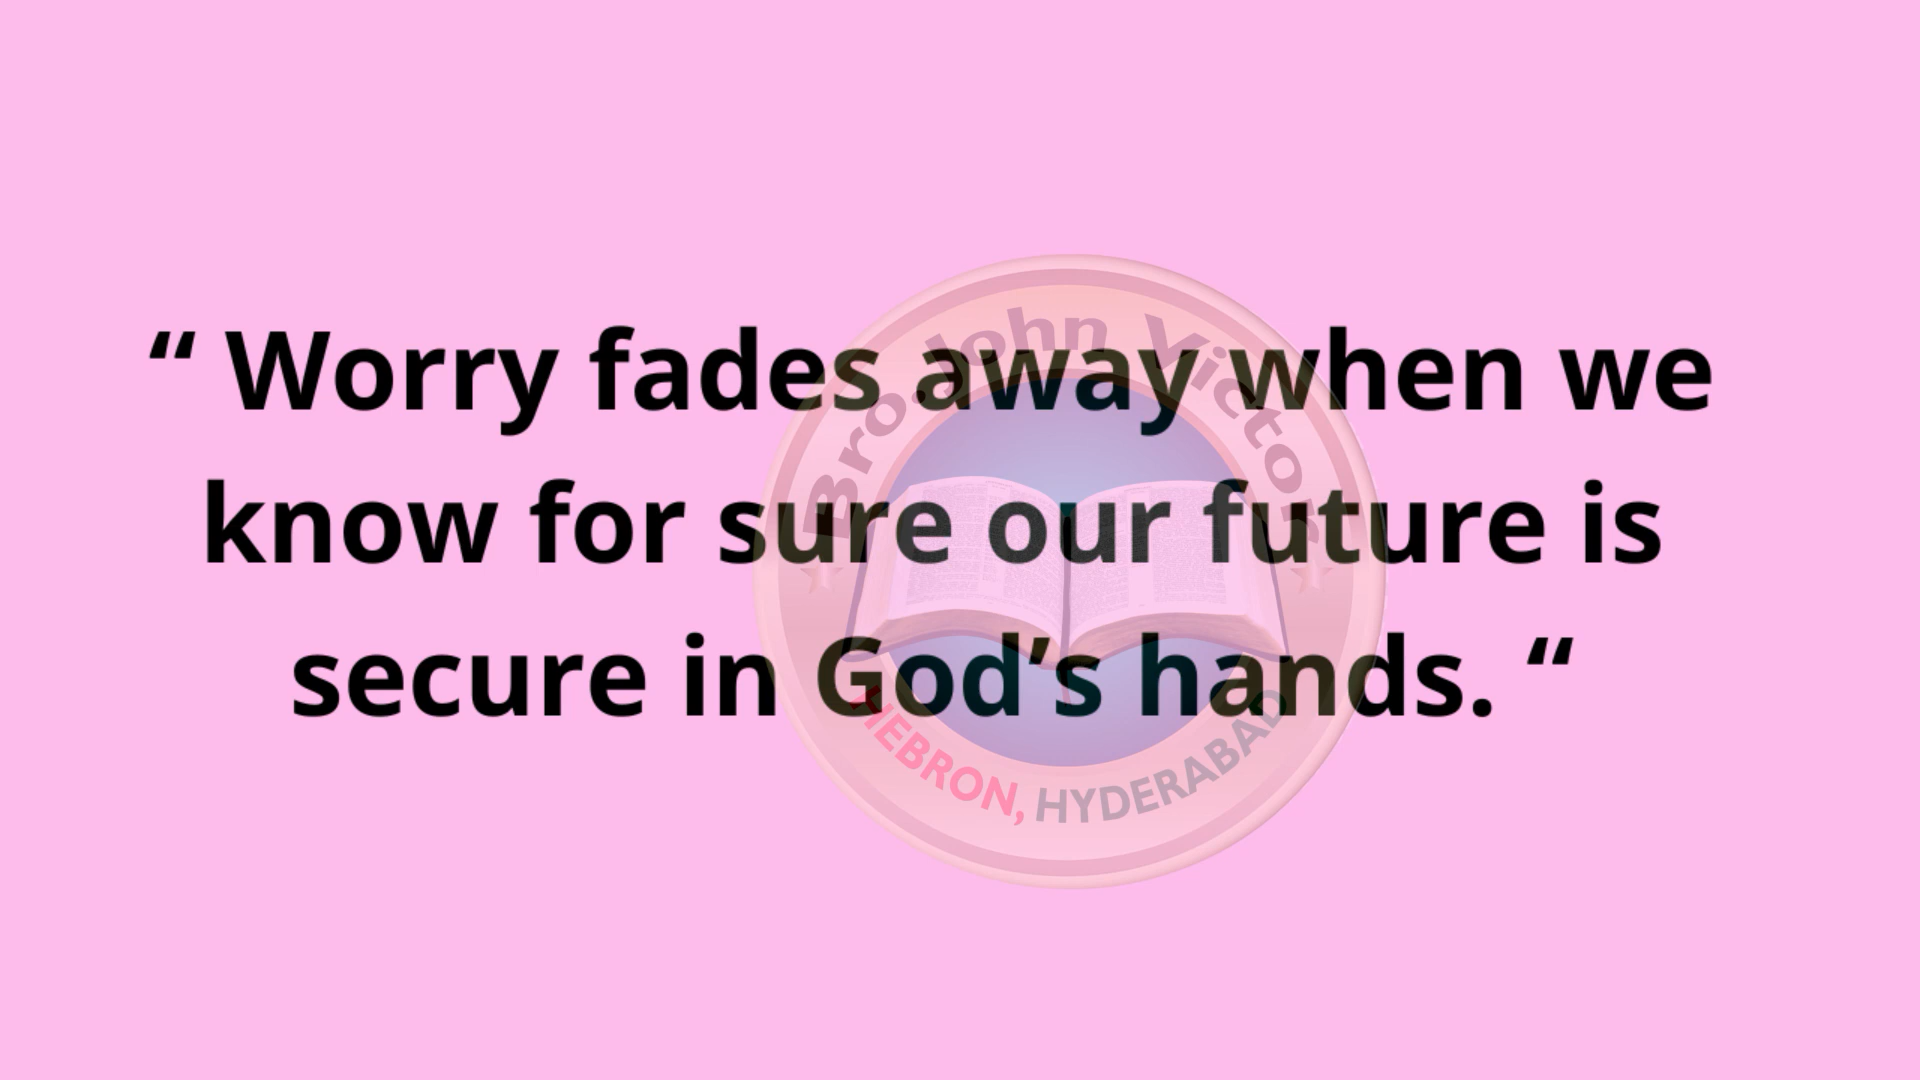 “ Worry fades away when we
know for sure our future is
secure in God’s hands. “
Bro. John Victor
HEBRON, HYDERABAD